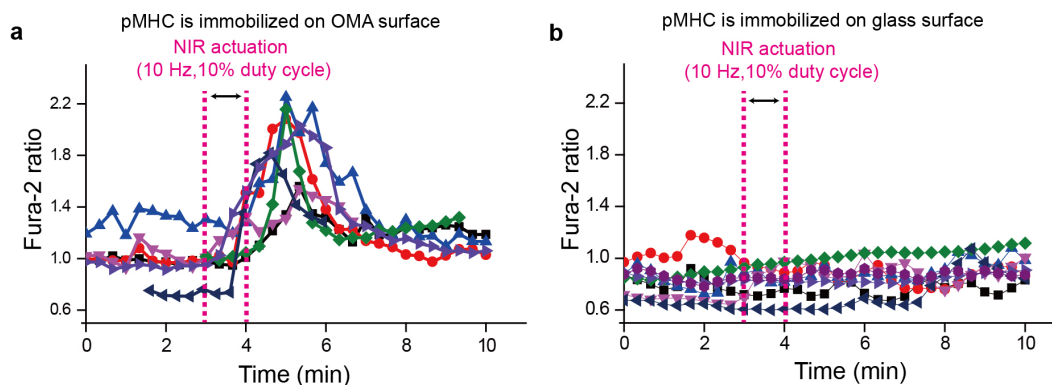 a
pMHC is immobilized on OMA surface
NIR actuation
(10 Hz,10% duty cycle)
Fura-2 ratio
2.2
1.8
1.4
1.0
0.6
0
2
4
6
8
10
Time (min)
b
pMHC is immobilized on glass surface
NIR actuation
(10 Hz,10% duty cycle)
Fura-2 ratio
2.2
1.8
1.4
1.0
0.6
0
2
4
6
8
10
Time (min)